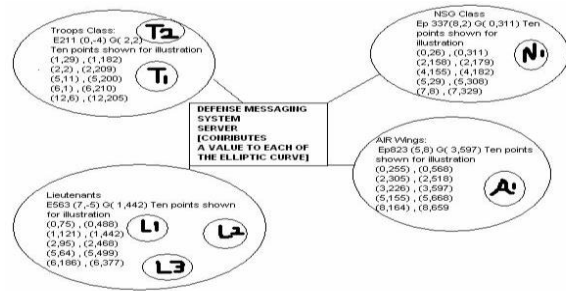 Troops Class:
E211 (0,-4) G( 2,2)
Ten points shown for illustration
(1,29) , (1,182)
(2,2) , (2,209)
(5,11) , (5,200)
(6,1) , (6,210)
(12,6) , (12,205)
T2
T1
NSG Class
Ep 337(8,2) G( 0,311) Ten
points shown for
illustration
(0,26) , (0,311)
(2,158) , (2,179)
(4,155) , (4,182)
(5,29) , (5,308)
(7,8) , (7,329)
N1
DEFENSE MESSAGING
SYSTEM
SERVER
[CONRIBUTES
A VALUE TO EACH OF
THE ELLIPTIC CURVE]
Lieutenants
E563 (7,-5) G( 1,442) Ten points shown
for illustration
(0,75) , (0,488)
(1,121) , (1,442)
(2,95) , (2,468)
(5,64) , (5,499)
(6,186) , (6,377)
L1
L2
L3
AIR Wings:
Ep823 (5,8) G( 3,597) Ten points
shown for illustration
(0,255) , (0,568)
(2,305) , (2,518)
(3,226) , (3,597)
(5,155) , (5,668)
(8,164) , (8,659
A1